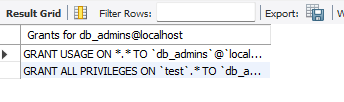 Result Grid Filter Rows: Export: W
Grants for db_admins@localhost
GRANT USAGE ON *.* TO `db_admins`@`local...
GRANT ALL PRIVILEGES ON `test`.* TO `db_a...